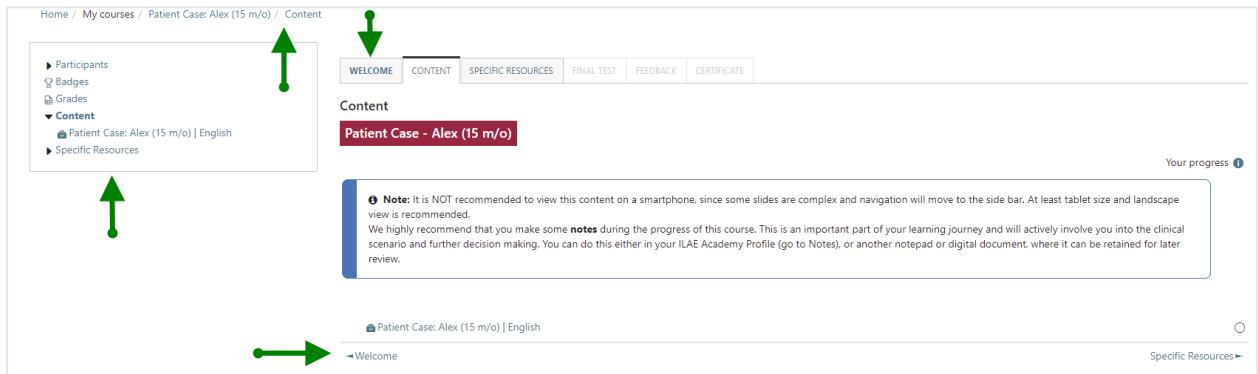 Home / My courses / Patient Case: Alex (15 m/o) / Content
Participants
Badges
Grades
Content
Patient Case: Alex (15 m/o) | English
Specific Resources
WELCOME CONTENT SPECIFIC RESOURCES FINAL TEST FEEDBACK CERTIFICATE
Content
Patient Case - Alex (15 m/o)
Your progress
Note: It is NOT recommended to view this content on a smartphone, since some slides are complex and navigation will move to the side bar. At least tablet size and landscape
view is recommended.
We highly recommend that you make some notes during the progress of this course. This is an important part of your learning journey and will actively involve you into the clinical
scenario and further decision making. You can do this either in your ILAE Academy Profile (go to Notes), or another notepad or digital document, where it can be retained for later
review.
Patient Case: Alex (15 m/o) | English
Welcome Specific Resources